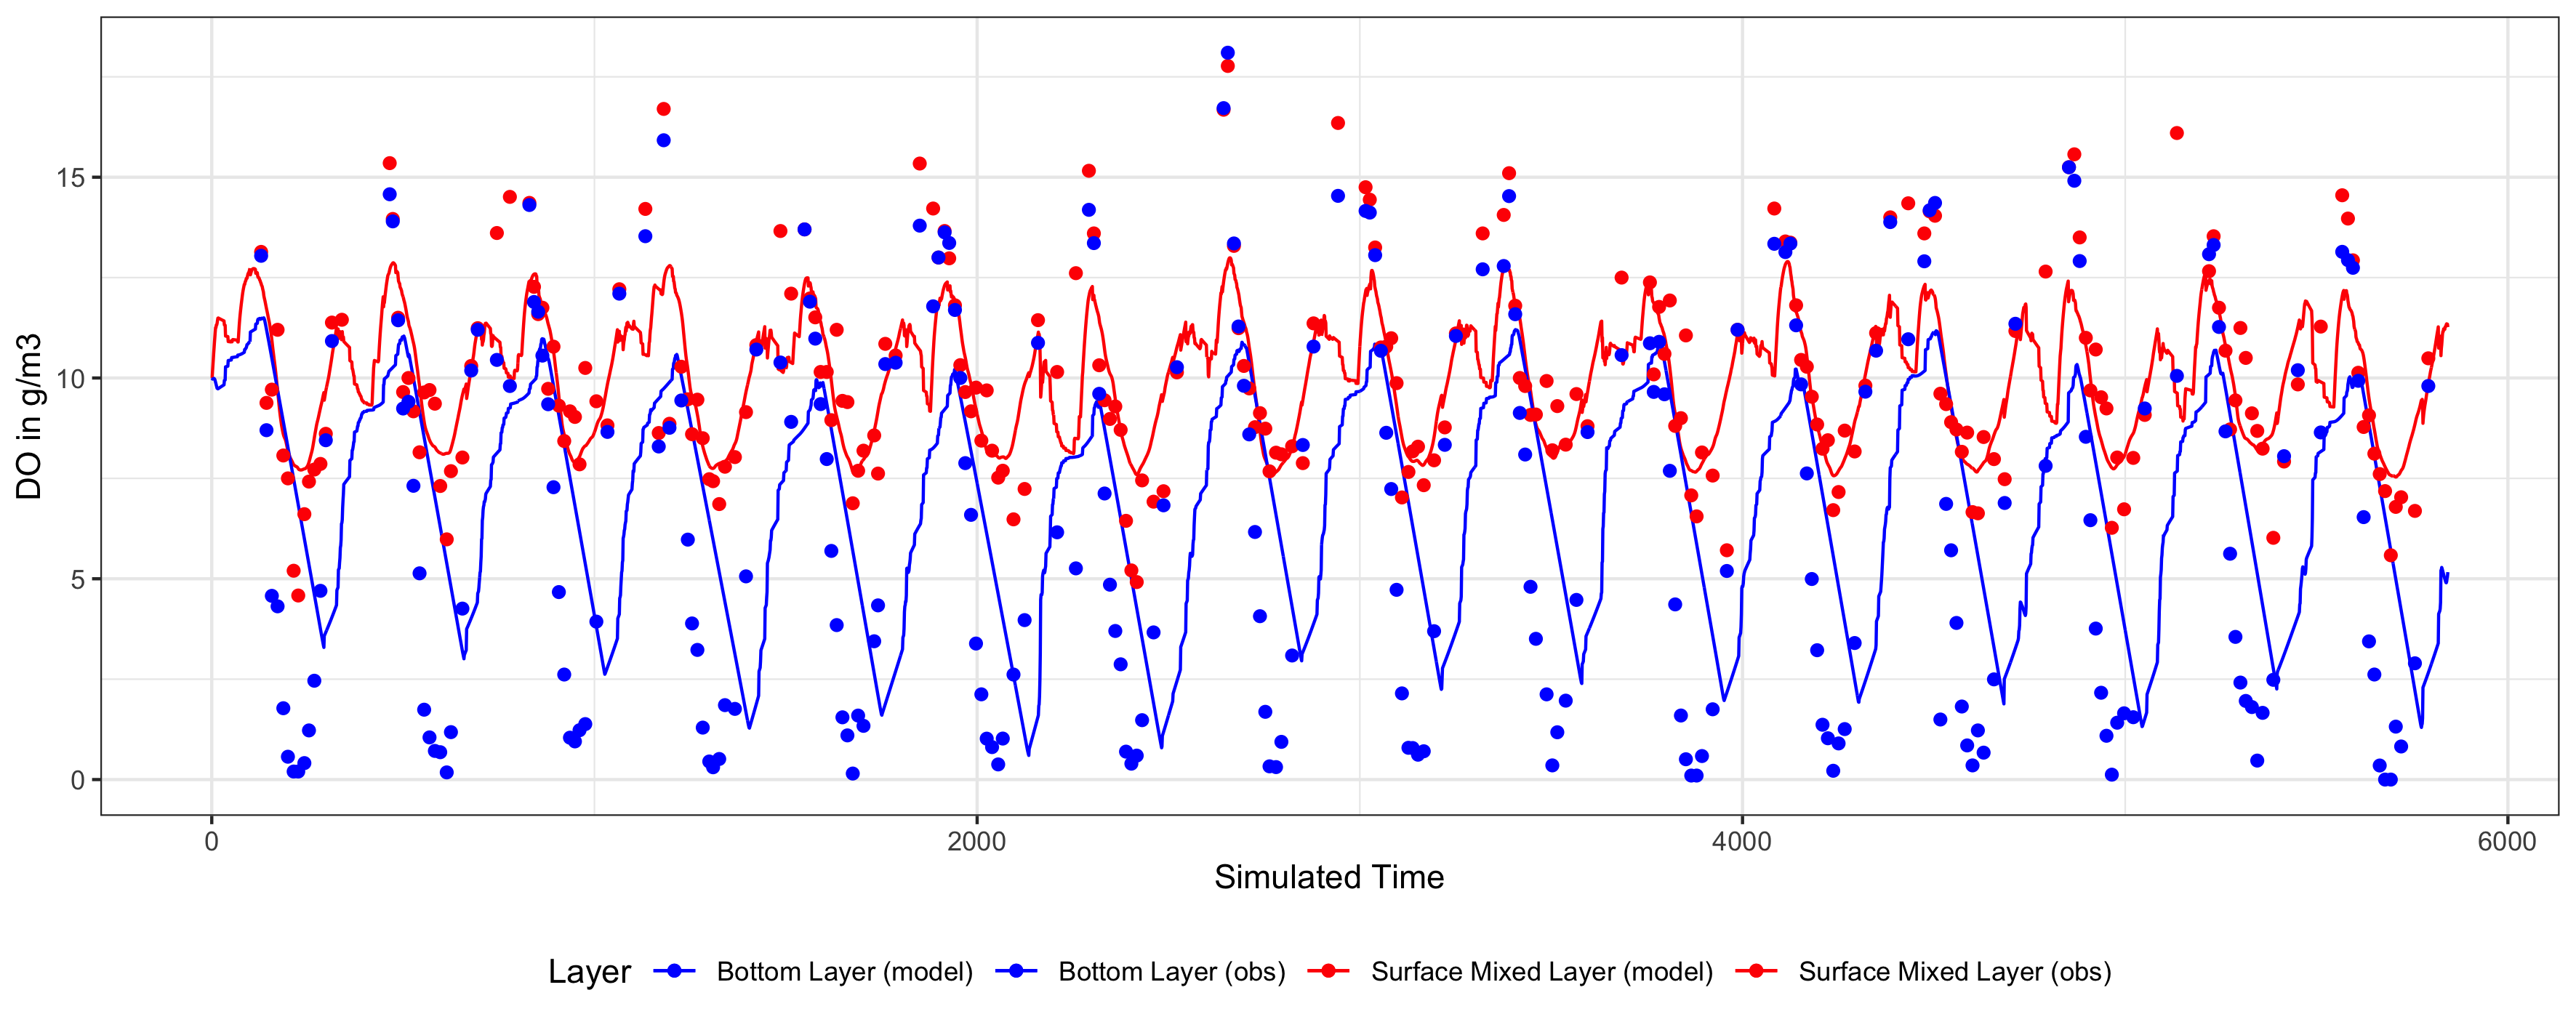 DO in g/m3
15
10
5
0
0 2000 4000 6000
Simulated Time
Layer Bottom Layer (model) Bottom Layer (obs) Surface Mixed Layer (model) Surface Mixed Layer (obs)